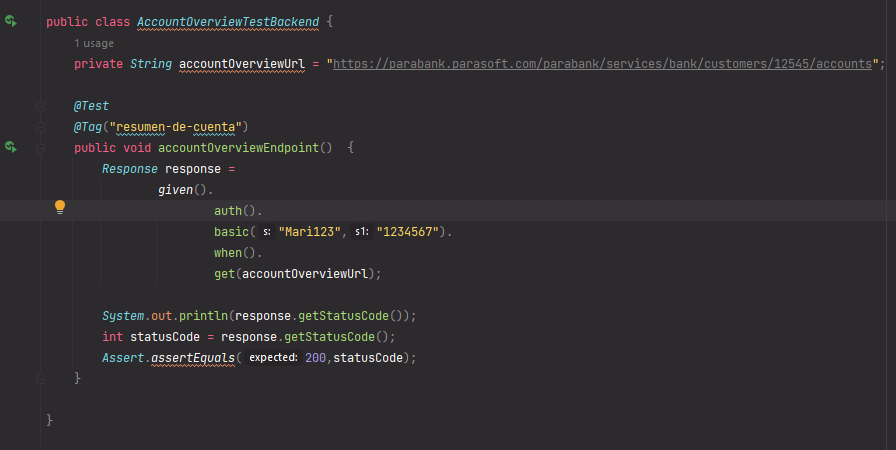 public class AccountOverviewTestBackend {
1 usage
private String accountOverviewUrl = "https://parabank.parasoft.com/parabank/services/bank/customers/12545/accounts";
@Test
@Tag("resumen-de-cuenta")
public void accountOverviewEndpoint() {
Response response =
given().
auth().
basic( s: "Mari123", s1: "1234567").
when().
get(accountOverviewUrl);
System.out.println(response.getStatusCode());
int statusCode = response.getStatusCode();
Assert.assertEquals( expected: 200,statusCode);
}
}